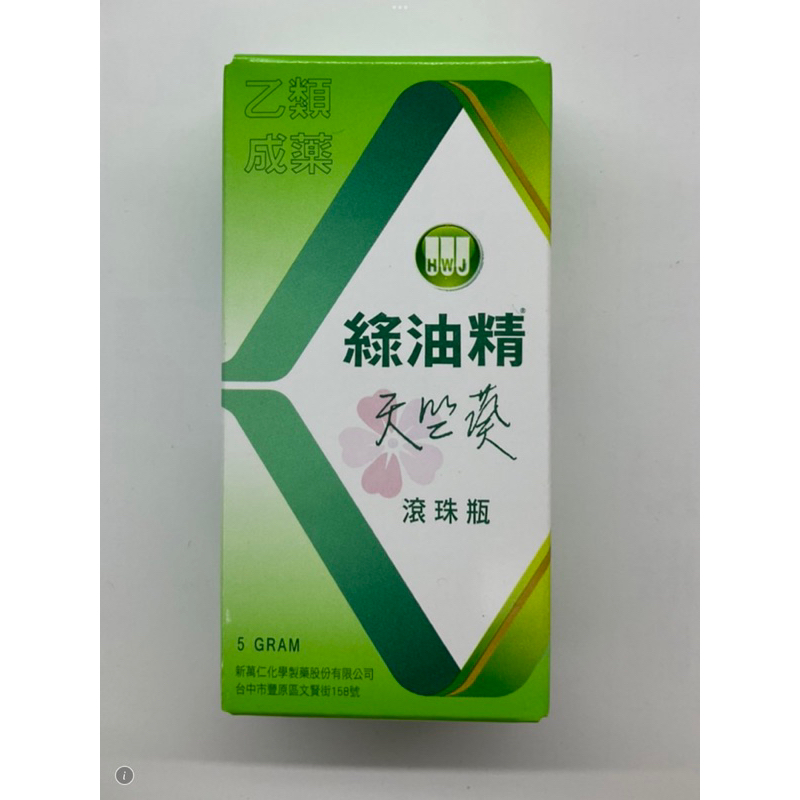 乙類
成藥
HWJ
綠油精®
天竺葵
滾珠瓶
5 GRAM
新萬仁化學製藥股份有限公司
台中市豐原區文賢街158號